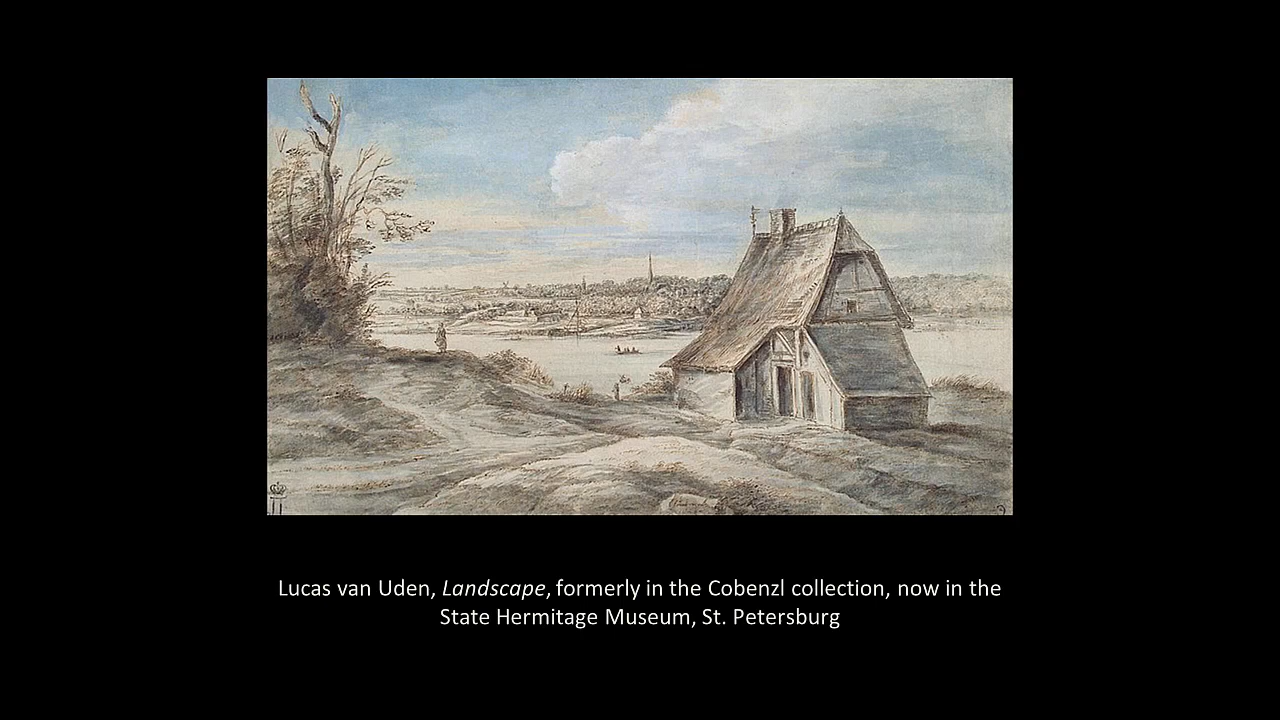 Lucas van Uden, Landscape, formerly in the Cobenzl collection, now in the
State Hermitage Museum, St. Petersburg